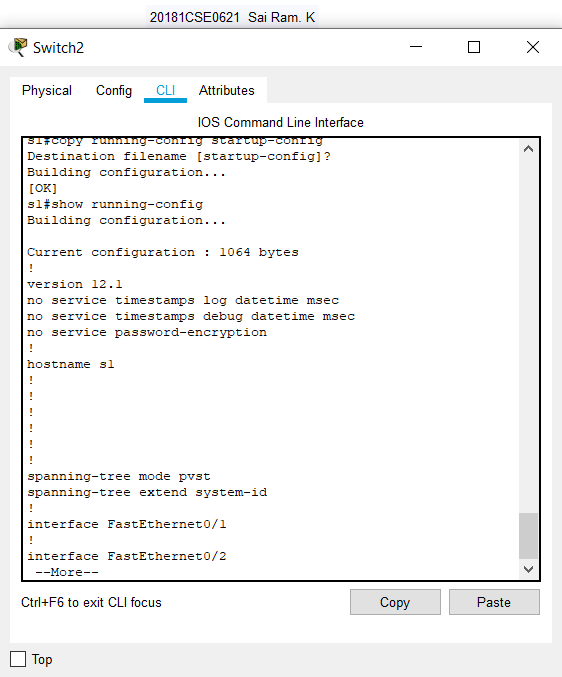 20181CSE0621 Sai Ram. K
Switch2
Physical Config CLI Attributes
IOS Command Line Interface
s1#copy running-config startup-config
Destination filename [startup-config]?
Building configuration...
[OK]
s1#show running-config
Building configuration...
Current configuration : 1064 bytes
!
version 12.1
no service timestamps log datetime msec
no service timestamps debug datetime msec
no service password-encryption
!
hostname s1
!
!
!
!
!
!
spanning-tree mode pvst
spanning-tree extend system-id
!
interface FastEthernet0/1
!
interface FastEthernet0/2
--More--
Ctrl+F6 to exit CLI focus
Copy Paste
Top